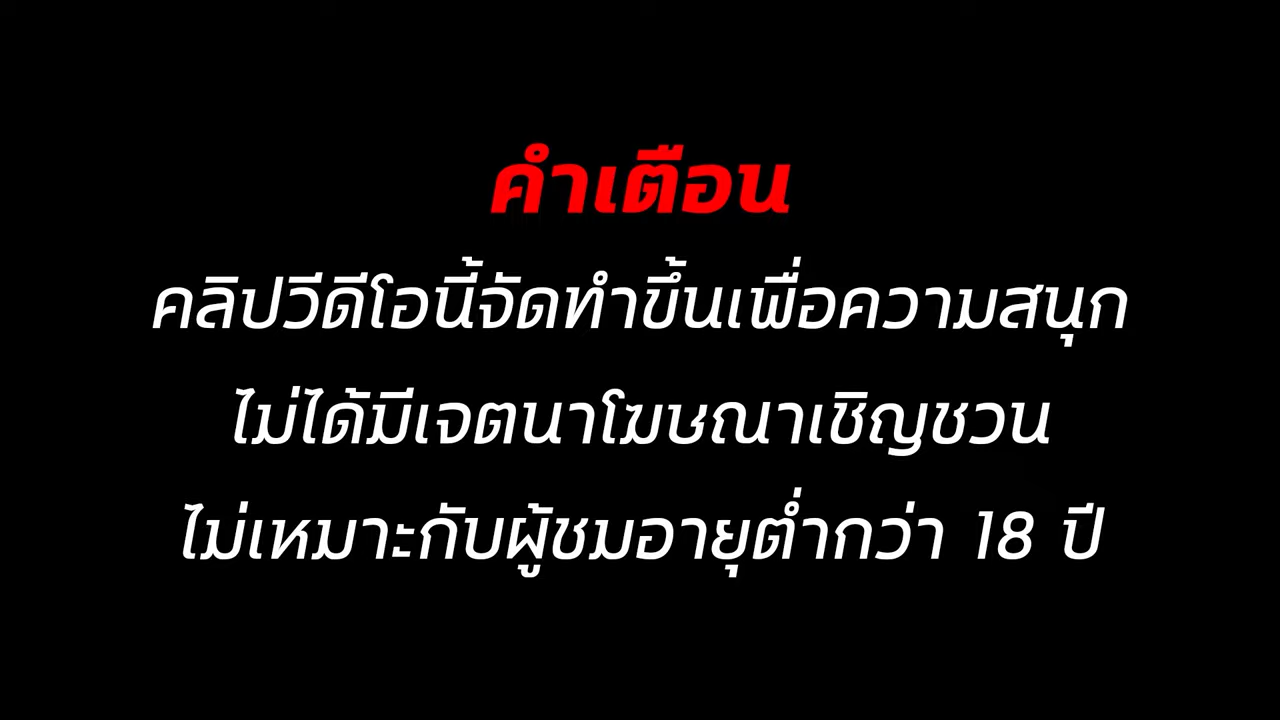 คำเตือน
คลิปวีดีโอนี้จัดทำขึ้นเพื่อความสนุก
ไม่ได้มีเจตนาโฆษณาเชิญชวน
ไม่เหมาะกับผู้ชมอายุต่ำกว่า 18 ปี